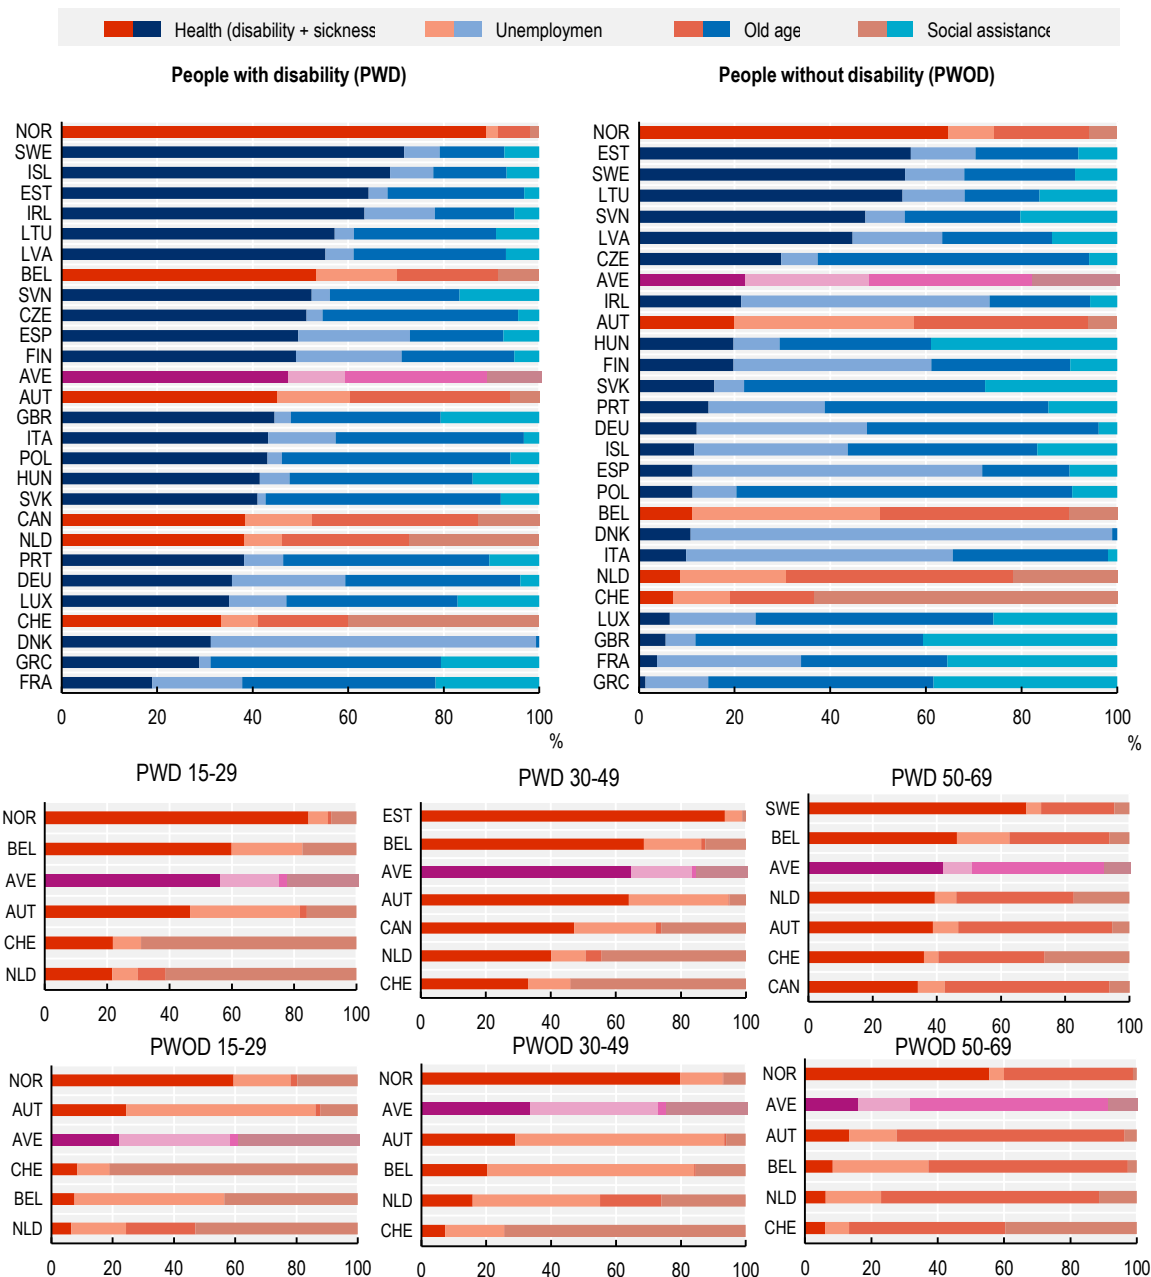 Health (disability + sickness Unemploymen Old age Social assistance
People with disability (PWD) People without disability (PWOD)
NOR
SWE
ISL
EST
IRL
LTU
LVA
BEL
SVN
CZE
ESP
FIN
AVE
AUT
GBR
ITA
POL
HUN
SVK
CAN
NLD
PRT
DEU
LUX
CHE
DNK
GRC
FRA
0 20 40 60 80 100
%
NOR
EST
SWE
LTU
SVN
LVA
CZE
AVE
IRL
AUT
HUN
FIN
SVK
PRT
DEU
ISL
ESP
POL
BEL
DNK
ITA
NLD
CHE
LUX
GBR
FRA
GRC
0 20 40 60 80 100
%
PWD 15-29
NOR
BEL
AVE
AUT
CHE
NLD
0 20 40 60 80 100
PWD 30-49
EST
BEL
AVE
AUT
CAN
NLD
CHE
0 20 40 60 80 100
PWD 50-69
SWE
BEL
AVE
NLD
AUT
CHE
CAN
0 20 40 60 80 100
PWOD 15-29
NOR
AUT
AVE
CHE
BEL
NLD
0 20 40 60 80 100
PWOD 30-49
NOR
AVE
AUT
BEL
NLD
CHE
0 20 40 60 80 100
PWOD 50-69
NOR
AVE
AUT
BEL
NLD
CHE
0 20 40 60 80 100